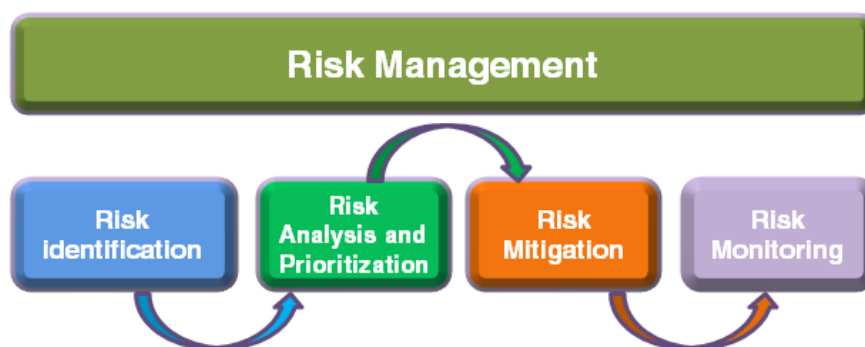 Risk Management
Risk
identification
Risk
Analysis and
Prioritization
Risk
Mitigation
Risk
Monitoring